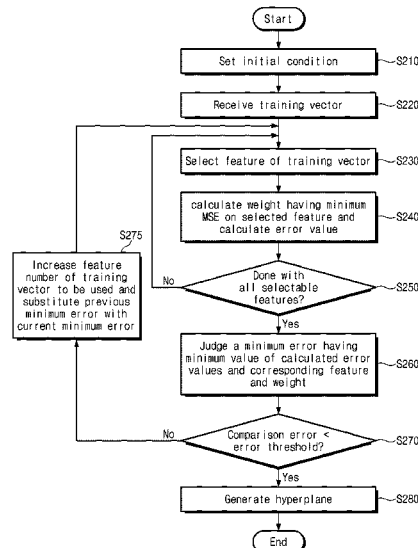 Start
Set initial condition
S210
Receive training vector
S220
Select feature of training vector
S230
calculate weight having minimum
MSE on selected feature and
calculate error value
S240
S275
Increase feature
number of training
vector to be used and
substitute previous
minimum error with
current minimum error
No
Done with
all selectable
features?
S250
Yes
Judge a minimum error having
minimum value of calculated error
values and corresponding feature
and weight
S260
No
Comparison error <
error threshold?
S270
Yes
Generate hyperplane
S280
End